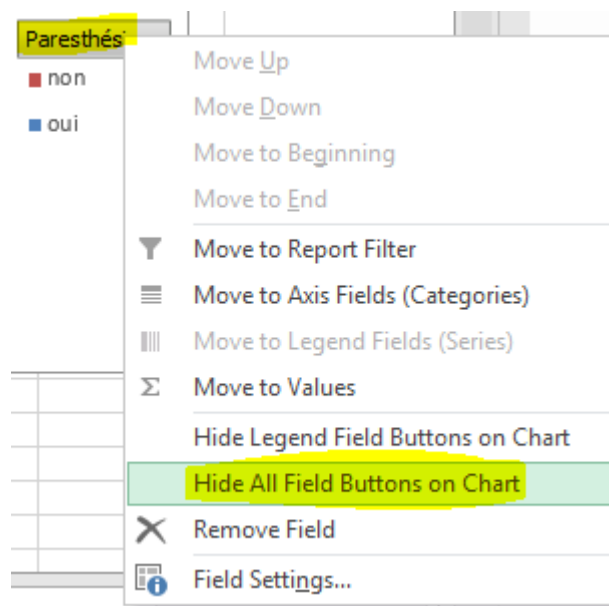 Paresthési
non
oui
Move Up
Move Down
Move to Beginning
Move to End
Move to Report Filter
Move to Axis Fields (Categories)
Move to Legend Fields (Series)
Move to Values
Hide Legend Field Buttons on Chart
Hide All Field Buttons on Chart
Remove Field
Field Settings...